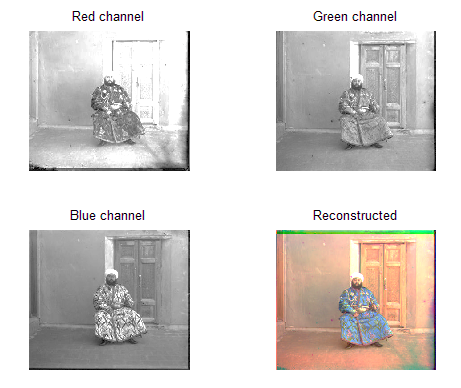 Red channel
Green channel
Blue channel
Reconstructed